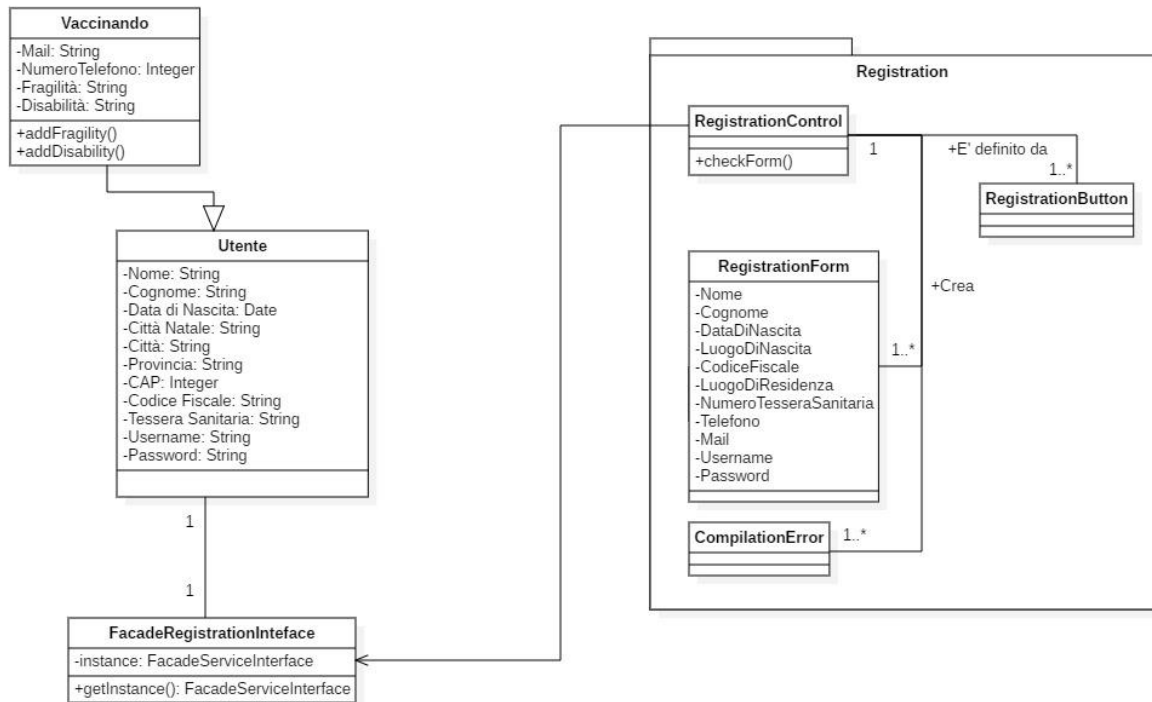 Vaccinando
-Mail: String
-NumeroTelefono: Integer
-Fragilità: String
-Disabilità: String
+addFragility()
+addDisability()
Utente
-Nome: String
-Cognome: String
-Data di Nascita: Date
-Città Natale: String
-Città: String
-Provincia: String
-CAP: Integer
-Codice Fiscale: String
-Tessera Sanitaria: String
-Username: String
-Password: String
1
1
FacadeRegistrationInteface
-instance: FacadeServiceInterface
+getInstance(): FacadeServiceInterface
Registration
RegistrationControl
+checkForm()
1
+E' definito da
1..*
RegistrationButton
RegistrationForm
-Nome
-Cognome
-DataDiNascita
-LuogoDiNascita
-CodiceFiscale
-LuogoDiResidenza
-NumeroTesseraSanitaria
-Telefono
-Mail
-Username
-Password
+Crea
1..*
CompilationError
1..*